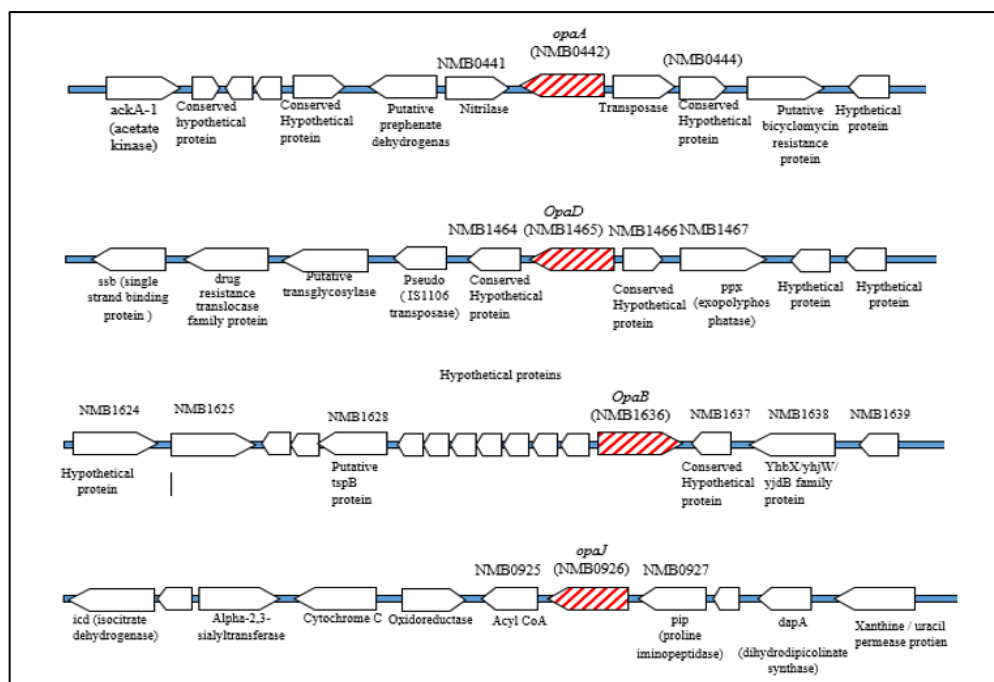 opaA
NMB0441 (NMB0442) (NMB0444)
ackA-1 Conserved Conserved Putative Nitrilase Transposase Conserved Putative Hypthetical
(acetate hypothetical Hypothetical prephenate Hypothetical bicyclomycin protein
kinase) protein protein dehydrogenas protein resistance
protein
OpaD
NMB1464 (NMB1465) NMB1466 NMB1467
ssb (single drug Putative Pseudo Conserved Conserved ppx Hypthetical Hypthetical
strand binding resistance transglycosylase (IS1106 Hypothetical Hypothetical (exopolyphos protein protein
protein ) translocase transposase) protein protein phatase)
family protein
Hypothetical proteins
OpaB
NMB1624 NMB1625 NMB1628 (NMB1636) NMB1637 NMB1638 NMB1639
Hypothetical Putative Conserved YhbX/yhjW/
protein tspB Hypothetical yjdB family
protein protein protein
opaJ
NMB0925 (NMB0926) NMB0927
icd (isocitrate Alpha-2,3- Cytochrome C Oxidoreductase Acyl CoA pip dapA Xanthine / uracil
dehydrogenase) sialyltransferase (proline permease protien
iminopeptidase) (dihydrodipicolinate
synthase)